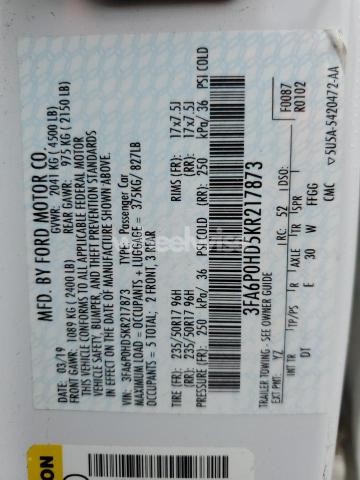 MFD. BY FORD MOTOR CO.
03/19
GVWR: 2041 KG ( 4500 LB)
FRONT GAWR: 1089 KG ( 2400 LB)
REAR GAWR: 975 KG ( 2150 LB)
THIS VEHICLE CONFORMS TO ALL APPLICABLE FEDERAL MOTOR
VEHICLE SAFETY, BUMPER, AND THEFT PREVENTION STANDARDS
IN EFFECT ON THE DATE OF MANUFACTURE SHOWN ABOVE.
VIN: 3FA6P0HD5KR217873
TYPE: Passenger Car
MAXIMUM LOAD = OCCUPANTS + LUGGAGE = 375KG/ 827LB
OCCUPANTS = 5 TOTAL: 2 FRONT, 3 REAR
TIRE (FR): 235/50R17 96H RIMS (FR): 17x7.5J
(RR): 235/50R17 96H (RR): 17x7.5J
PRESSURE (FR): 250 kPa/ 36 PSI COLD (RR): 250 kPa/ 36 PSI COLD
3FA6P0HD5KR217873
F0087
R0102
TRAILER TOWING - SEE OWNER GUIDE
EXT PNT: YZ RC: 52 DSO:
INT TR TP/PS R AXLE TR SPR
DT E 30 W FFGG
CMC
5U5A-5420472-AA
wheelwise
ION